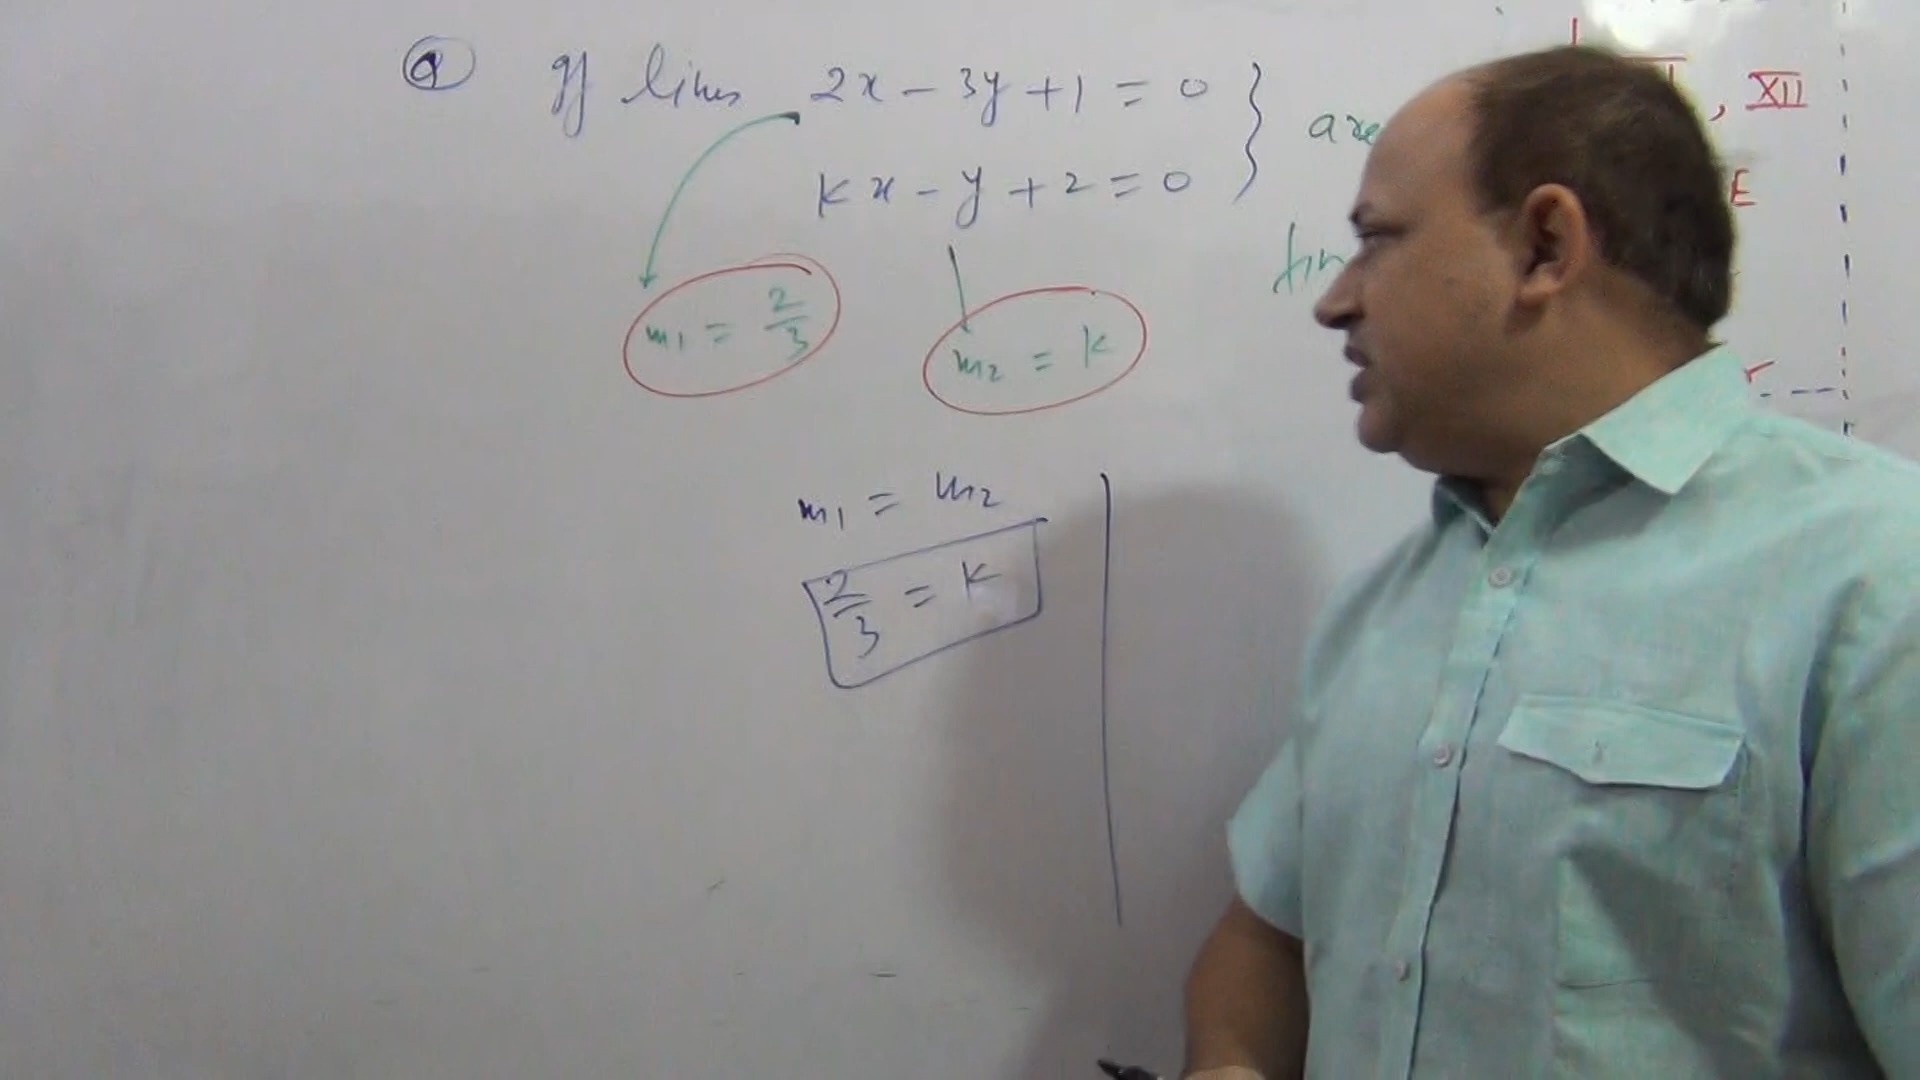 Q If lines 2x - 3y + 1 = 0
kx - y + 2 = 0
are
m1 = 2/3
m2 = k
m1 = m2
2/3 = k
, XII
E